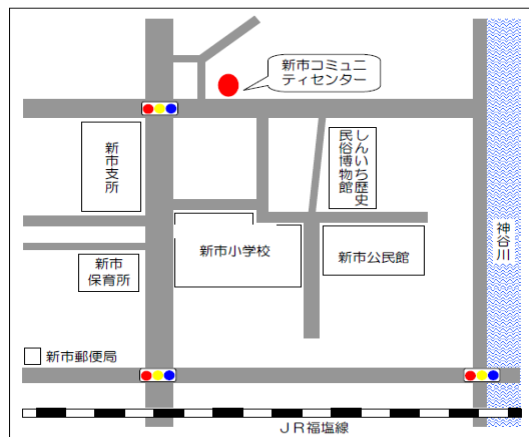 新市コミュニ
ティセンター
新市支所
しんいち歴史
民俗博物館
新市小学校
新市公民館
神谷川
新市
保育所
新市郵便局
ＪＲ福塩線